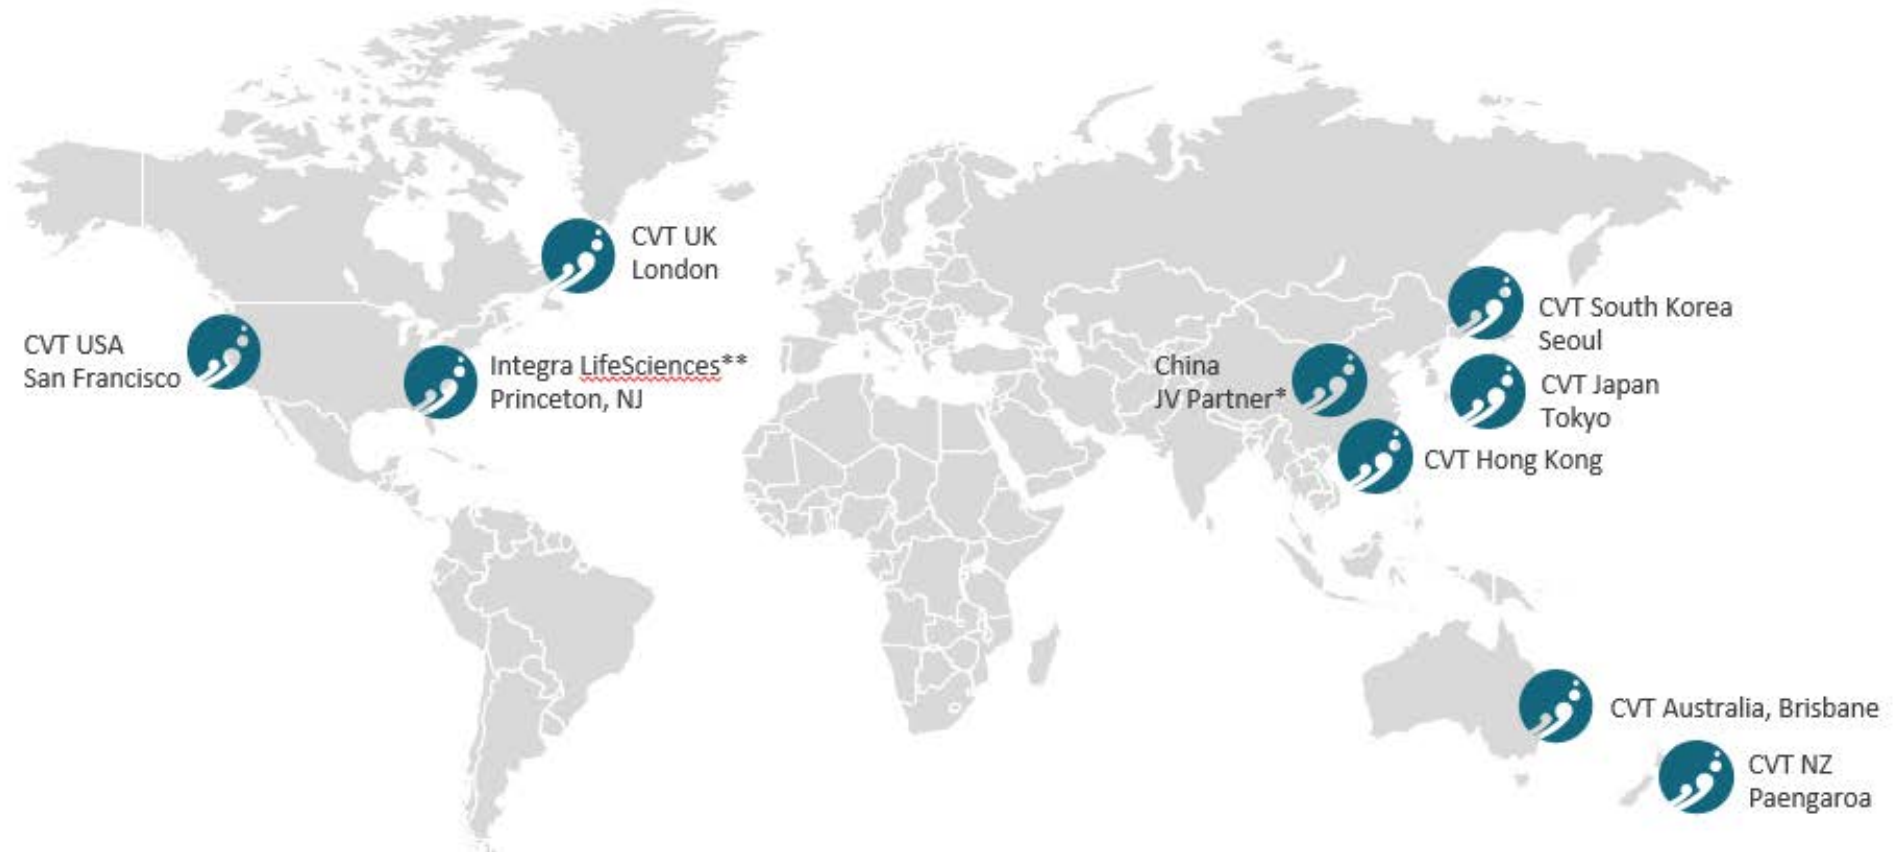 CVT UK
London
CVT USA
San Francisco
Integra LifeSciences**
Princeton, NJ
China
JV Partner*
CVT South Korea
Seoul
CVT Japan
Tokyo
CVT Hong Kong
CVT Australia, Brisbane
CVT NZ
Paengaroa